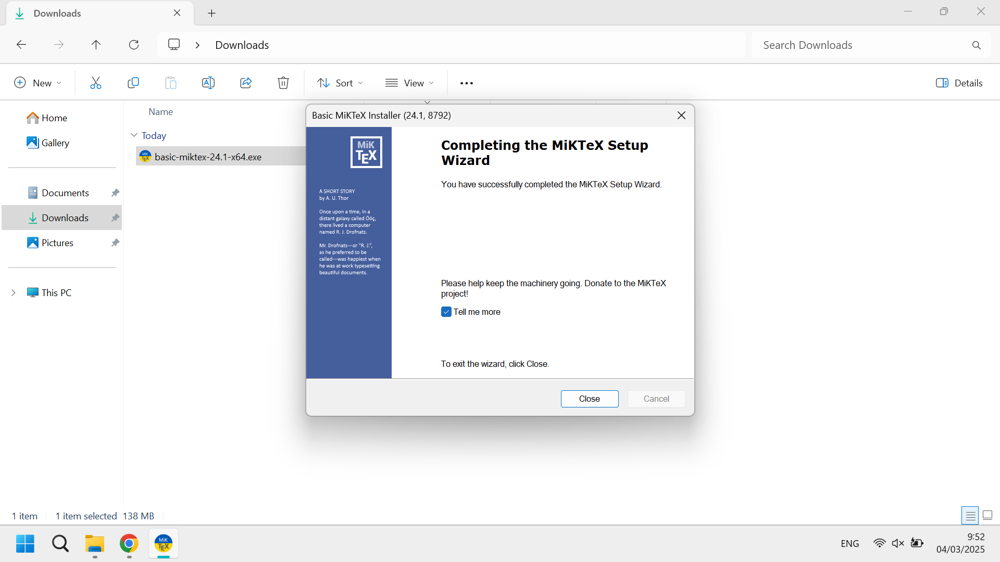 Downloads
Downloads
Search Downloads
New
Sort
View
Details
Home
Gallery
Documents
Downloads
Pictures
This PC
Name
Today
basic-miktex-24.1-x64.exe
Basic MiKTeX Installer (24.1, 8792)
MiK
TEX
A SHORT STORY
by A. U. Thor
Once upon a time, in a
distant galaxy called Ööç,
there lived a computer
named R. J. Drofnats.
Mr. Drofnats—or “R. J.”,
as he preferred to be
called—was happiest when
he was at work typesetting
beautiful documents.
Completing the MiKTeX Setup
Wizard
You have successfully completed the MiKTeX Setup Wizard.
Please help keep the machinery going. Donate to the MiKTeX
project!
Tell me more
To exit the wizard, click Close.
Close
Cancel
1 item
1 item selected 138 MB
MiK
TEX
ENG
9:52
04/03/2025